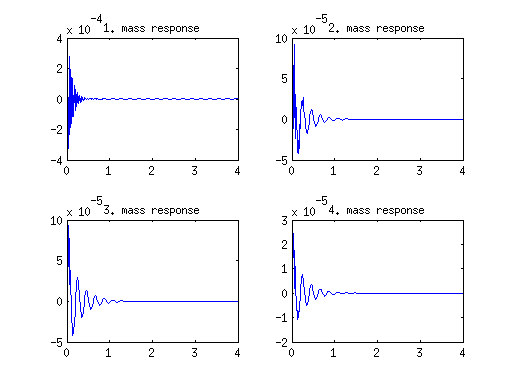 x 10^-4 1. mass response
4
2
0
-2
-4
0 1 2 3 4
x 10^-5 2. mass response
10
5
0
-5
0 1 2 3 4
x 10^-5 3. mass response
10
5
0
-5
0 1 2 3 4
x 10^-5 4. mass response
3
2
1
0
-1
-2
0 1 2 3 4